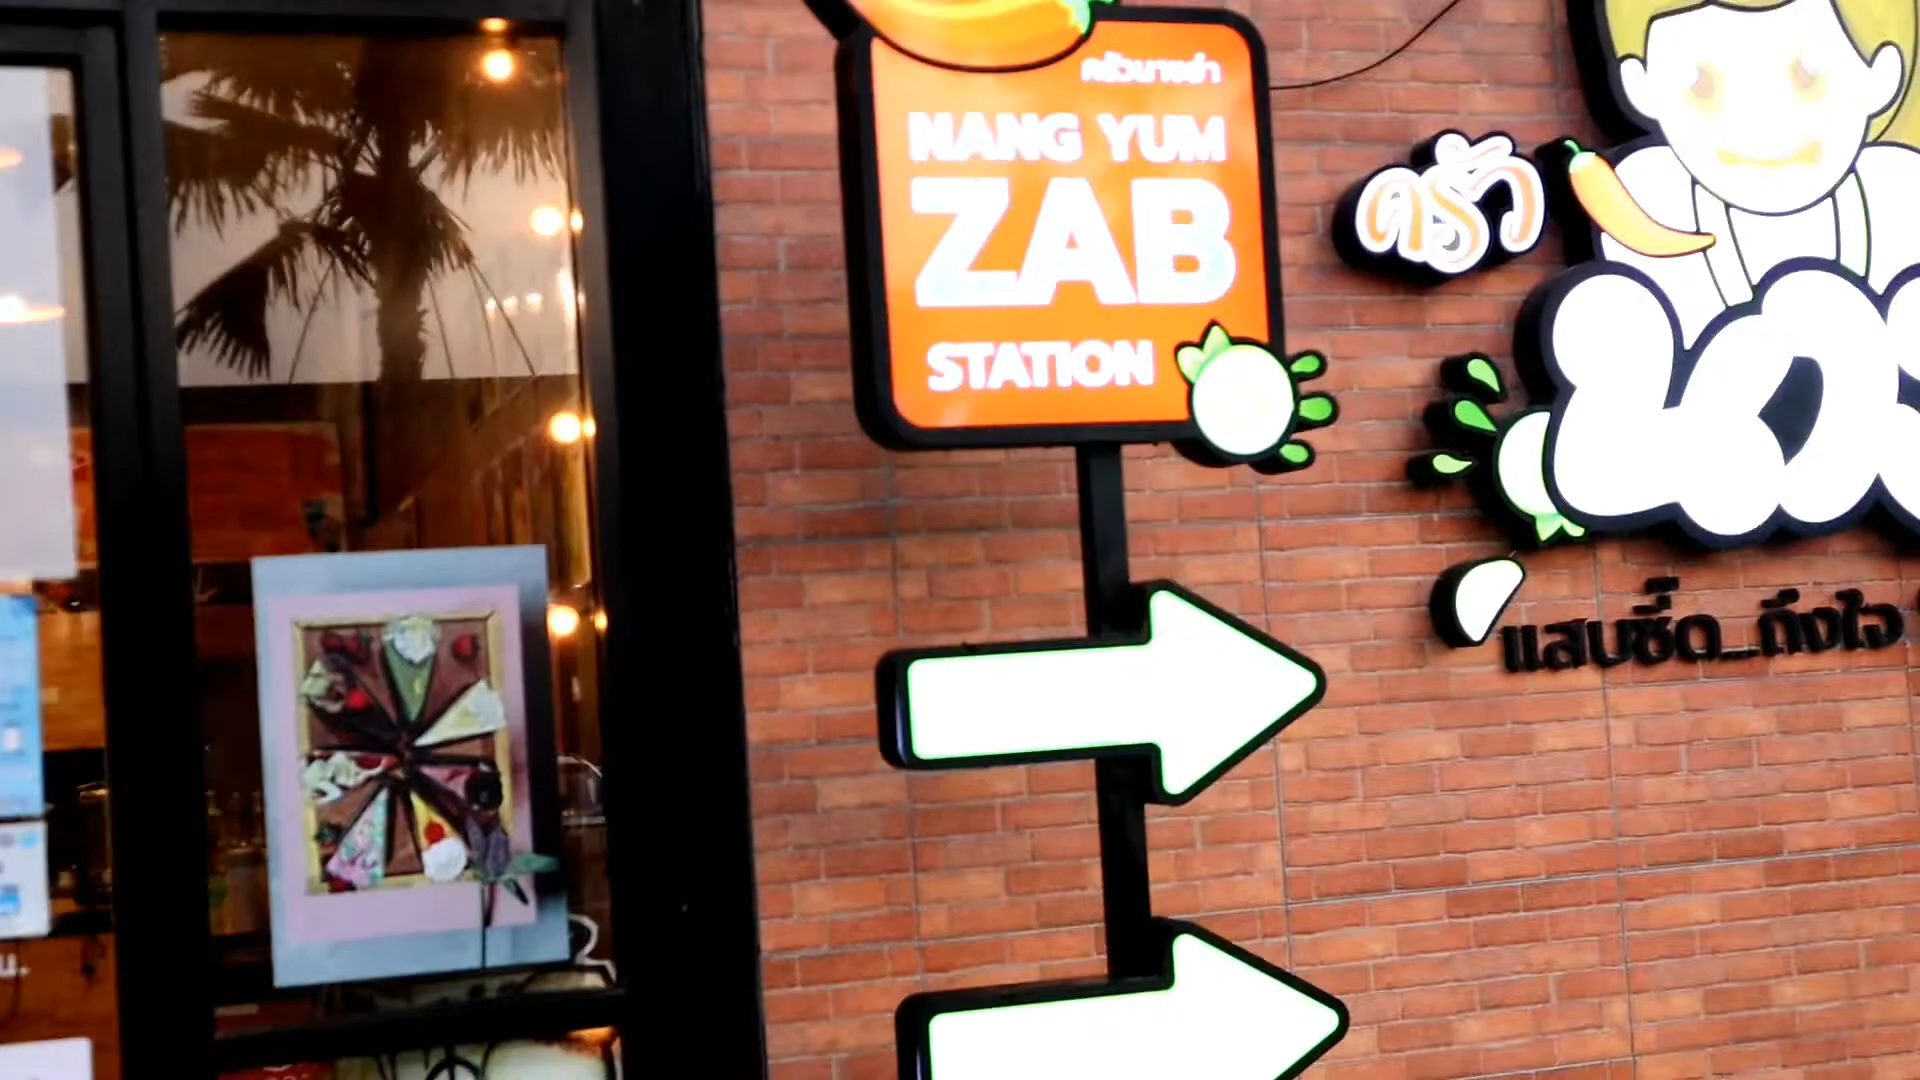 ครัวนางยำ
NANG YUM
ZAB
STATION
ครัว
แสบซี๊ด...ถึงใจ